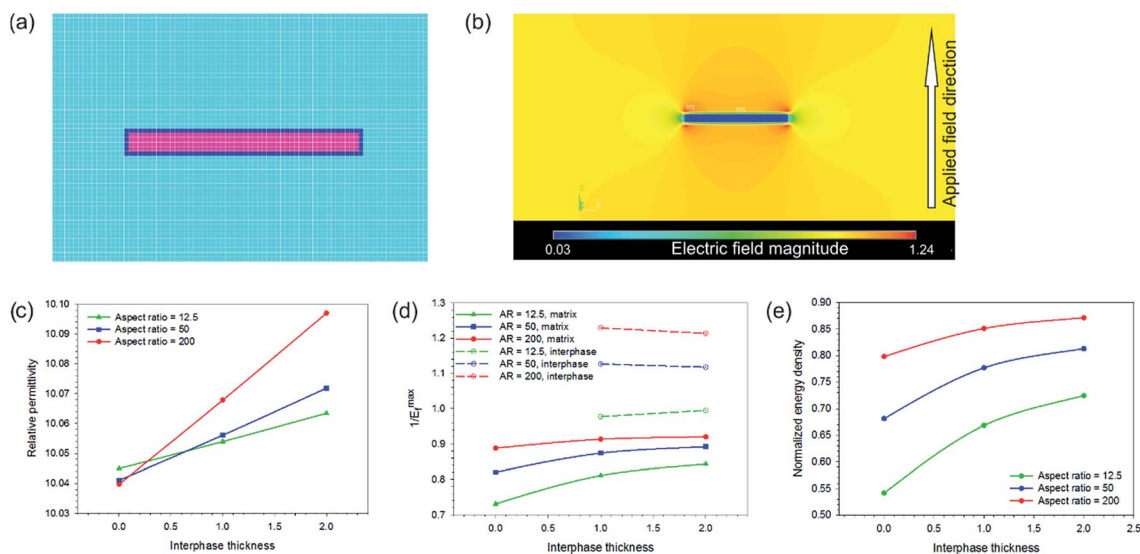 (a)
(b)
MX
MN
Applied field direction
0.03
Electric field magnitude
1.24
(c)
Relative permittivity
10.10
10.09
10.08
10.07
10.06
10.05
10.04
10.03
Aspect ratio = 12.5
Aspect ratio = 50
Aspect ratio = 200
0.0 0.5 1.0 1.5 2.0
Interphase thickness
(d)
1/Efmax
1.3
1.2
1.1
1.0
0.9
0.8
0.7
AR = 12.5, matrix
AR = 50, matrix
AR = 200, matrix
AR = 12.5, interphase
AR = 50, interphase
AR = 200, interphase
0.0 0.5 1.0 1.5 2.0
Interphase thickness
(e)
Normalized energy density
0.90
0.85
0.80
0.75
0.70
0.65
0.60
0.55
0.50
Aspect ratio = 12.5
Aspect ratio = 50
Aspect ratio = 200
0.0 0.5 1.0 1.5 2.0 2.5
Interphase thickness